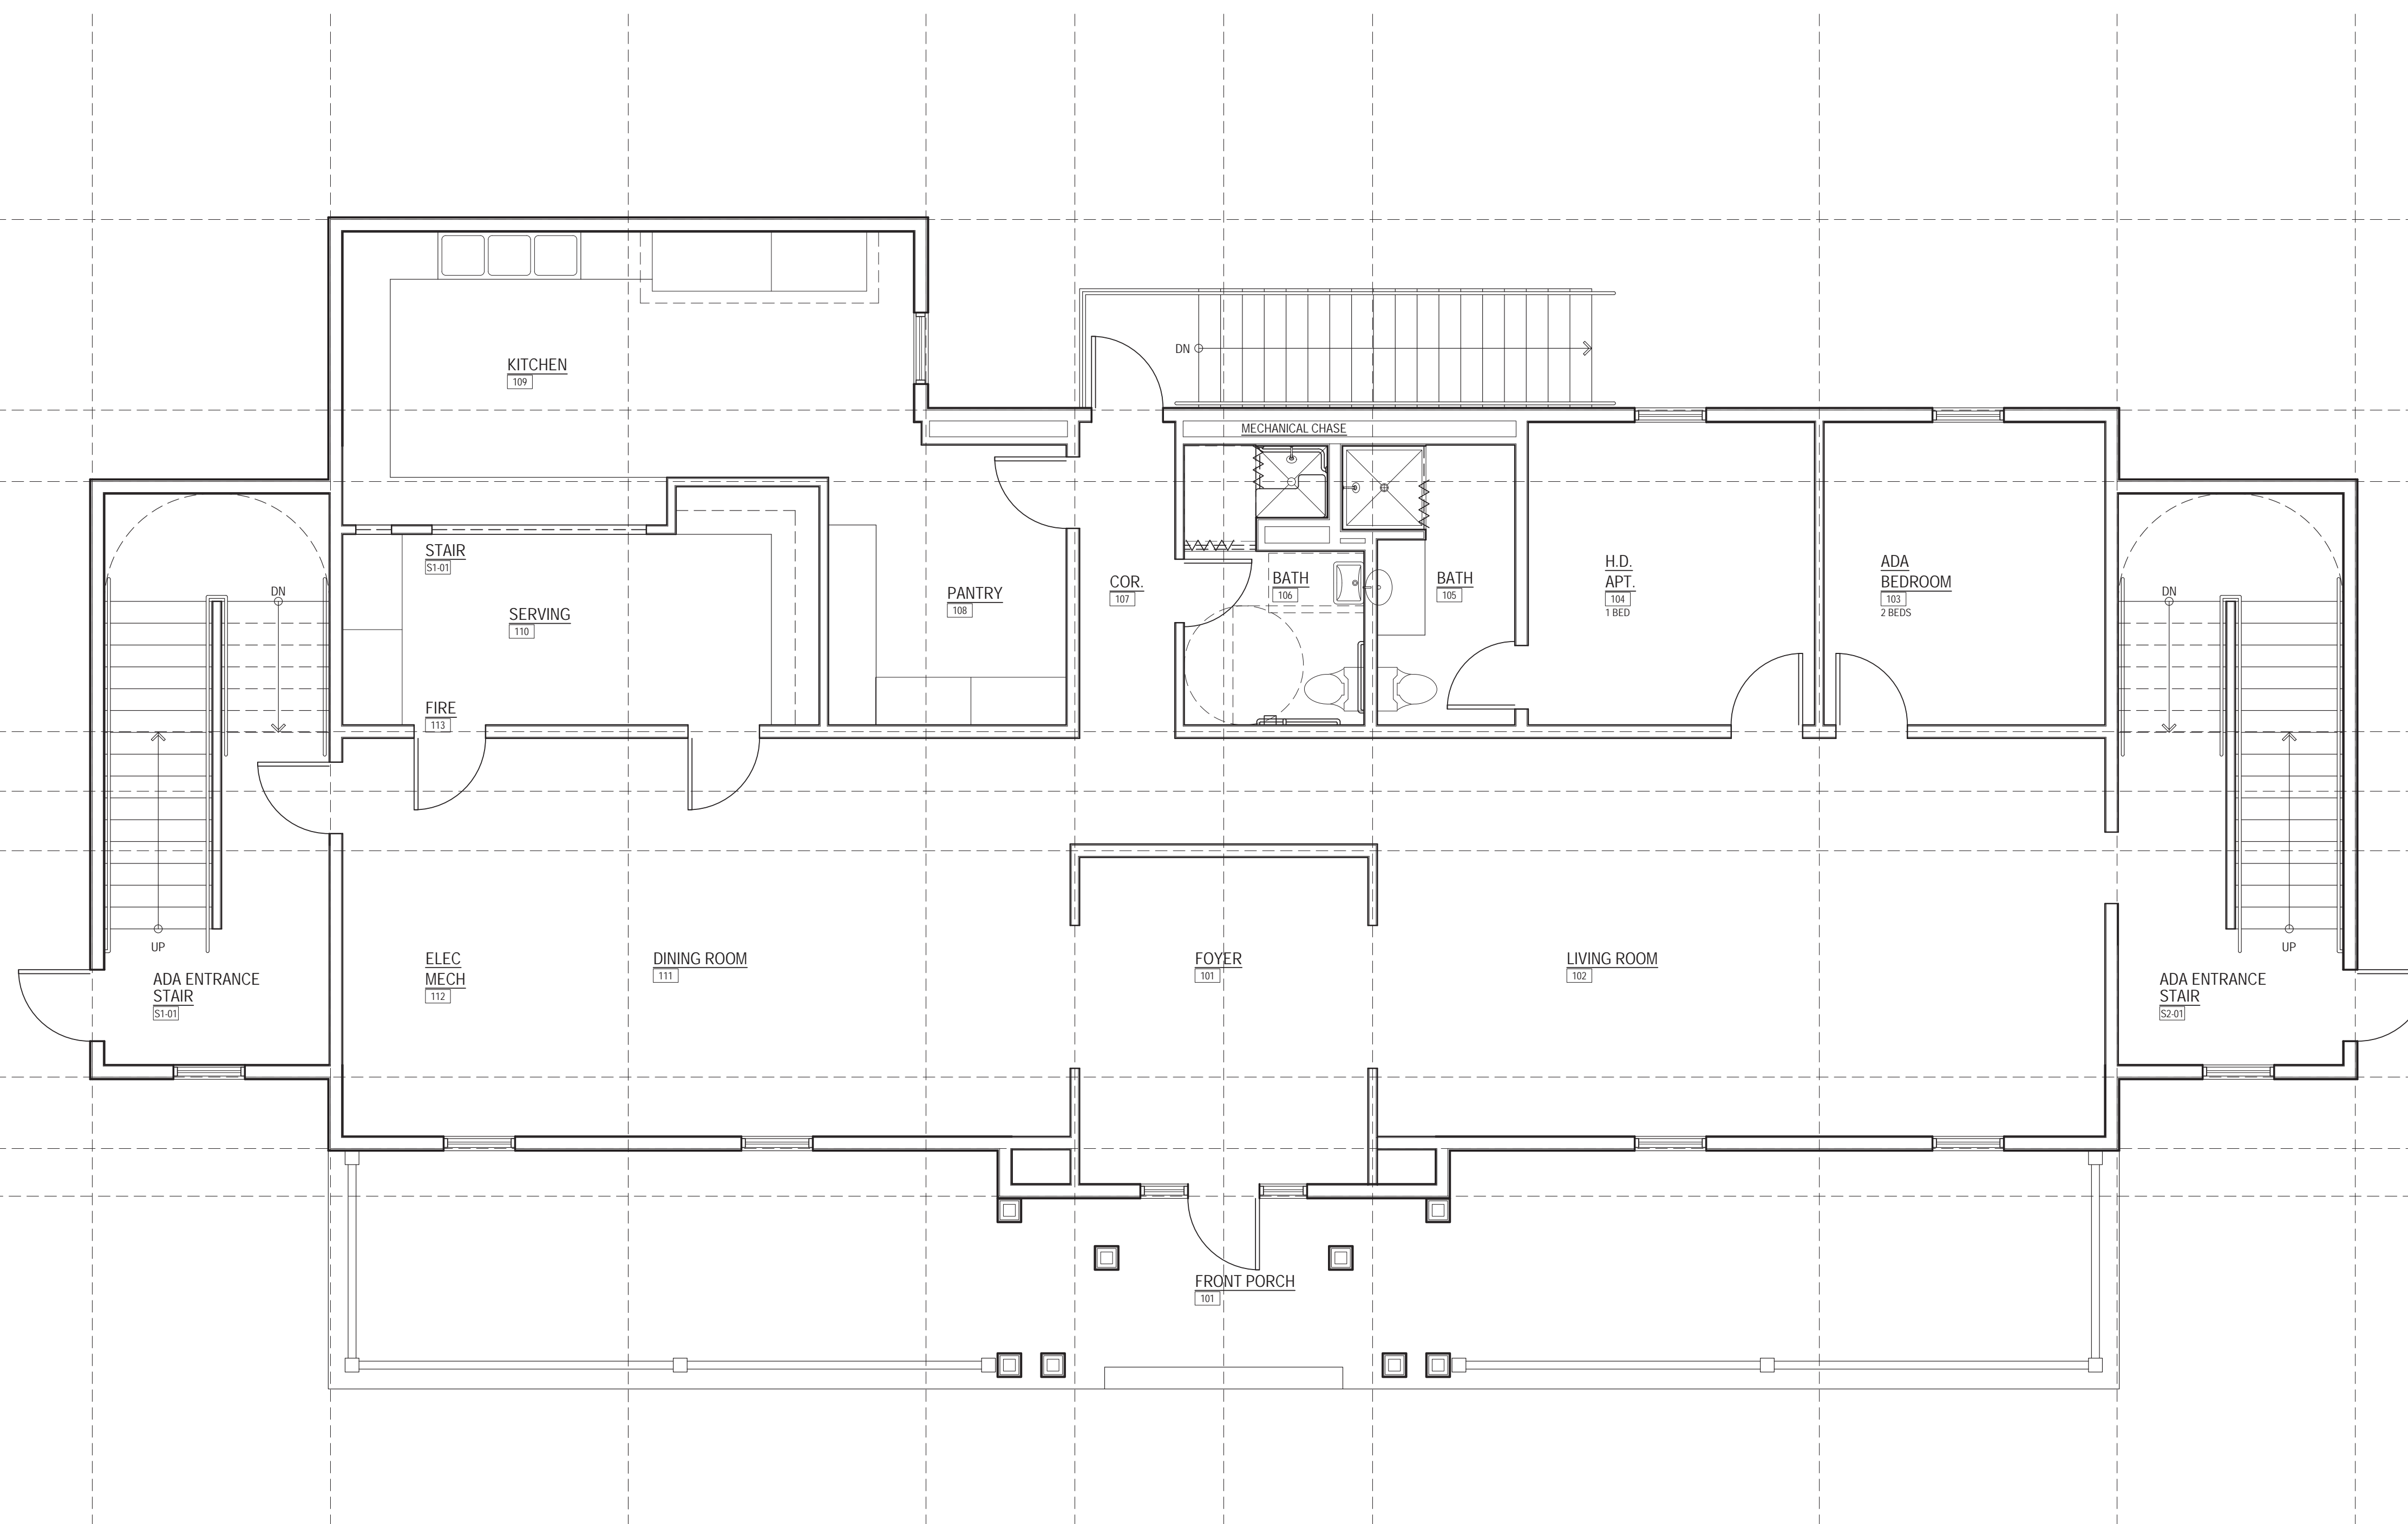 DN
KITCHEN
109
MECHANICAL CHASE
STAIR
S1-01
DN
SERVING
110
PANTRY
108
COR.
107
BATH
106
BATH
105
H.D.
APT.
104
1 BED
ADA
BEDROOM
103
2 BEDS
DN
FIRE
113
UP
ADA ENTRANCE
STAIR
S1-01
ELEC
MECH
112
DINING ROOM
111
FOYER
101
LIVING ROOM
102
UP
ADA ENTRANCE
STAIR
S2-01
FRONT PORCH
101